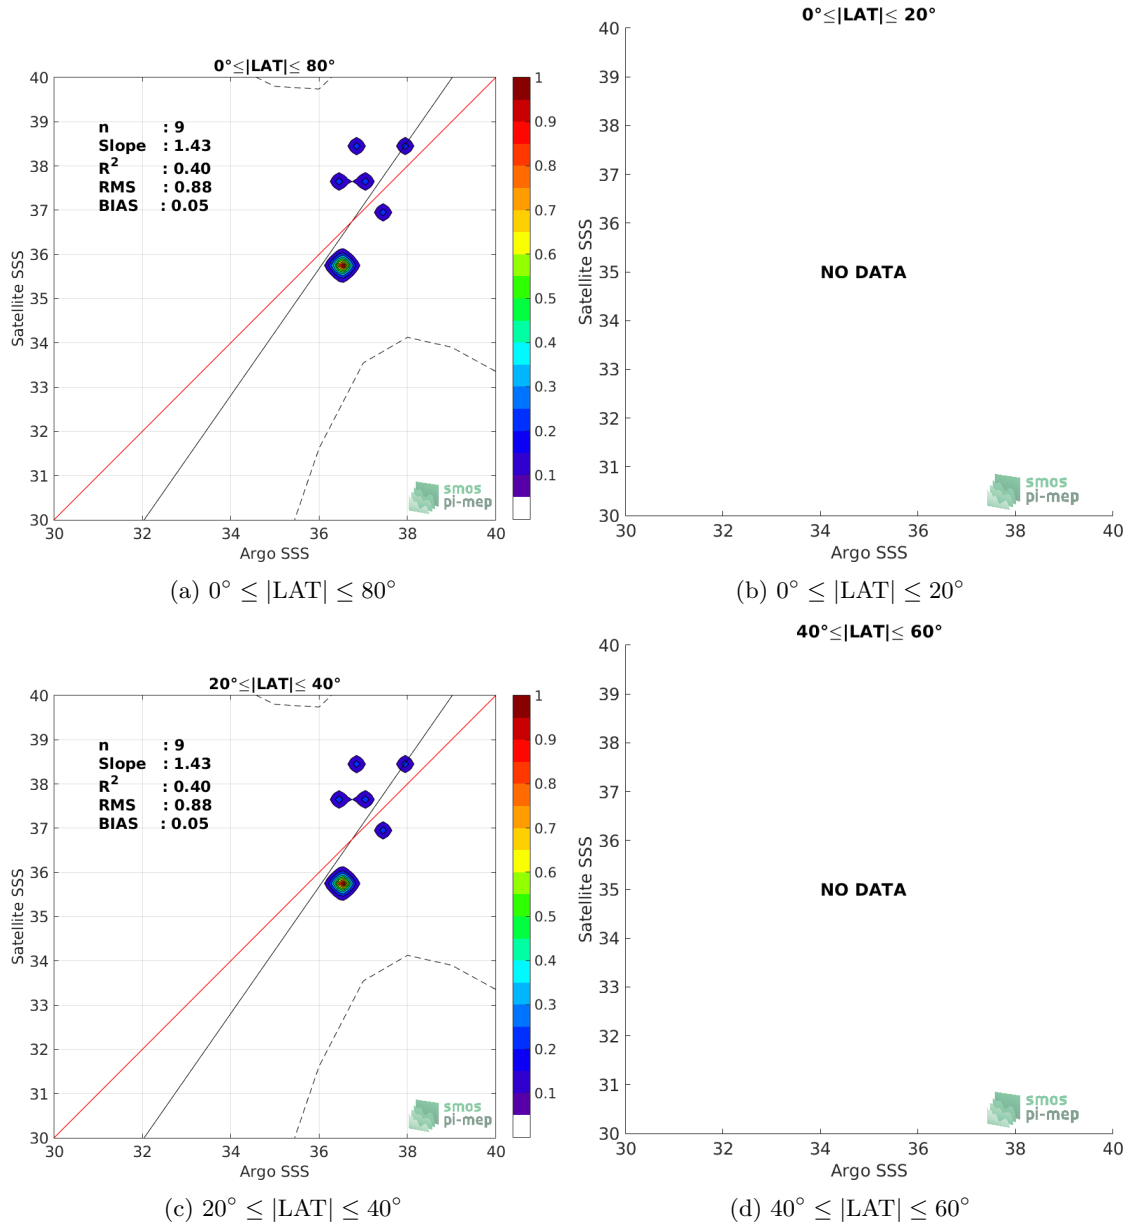 0°≤|LAT|≤ 80°
40
39
38
37
36
35
34
33
32
31
30
Satellite SSS
n : 9
Slope : 1.43
R² : 0.40
RMS : 0.88
BIAS : 0.05
30 32 34 36 38 40
Argo SSS
1
0.9
0.8
0.7
0.6
0.5
0.4
0.3
0.2
0.1
smos
pi-mep
(a) 0° ≤ |LAT| ≤ 80°
0°≤|LAT|≤ 20°
40
39
38
37
36
35
34
33
32
31
30
Satellite SSS
NO DATA
smos
pi-mep
30 32 34 36 38 40
Argo SSS
(b) 0° ≤ |LAT| ≤ 20°
20°≤|LAT|≤ 40°
40
39
38
37
36
35
34
33
32
31
30
Satellite SSS
n : 9
Slope : 1.43
R² : 0.40
RMS : 0.88
BIAS : 0.05
30 32 34 36 38 40
Argo SSS
1
0.9
0.8
0.7
0.6
0.5
0.4
0.3
0.2
0.1
smos
pi-mep
(c) 20° ≤ |LAT| ≤ 40°
40°≤|LAT|≤ 60°
40
39
38
37
36
35
34
33
32
31
30
Satellite SSS
NO DATA
smos
pi-mep
30 32 34 36 38 40
Argo SSS
(d) 40° ≤ |LAT| ≤ 60°